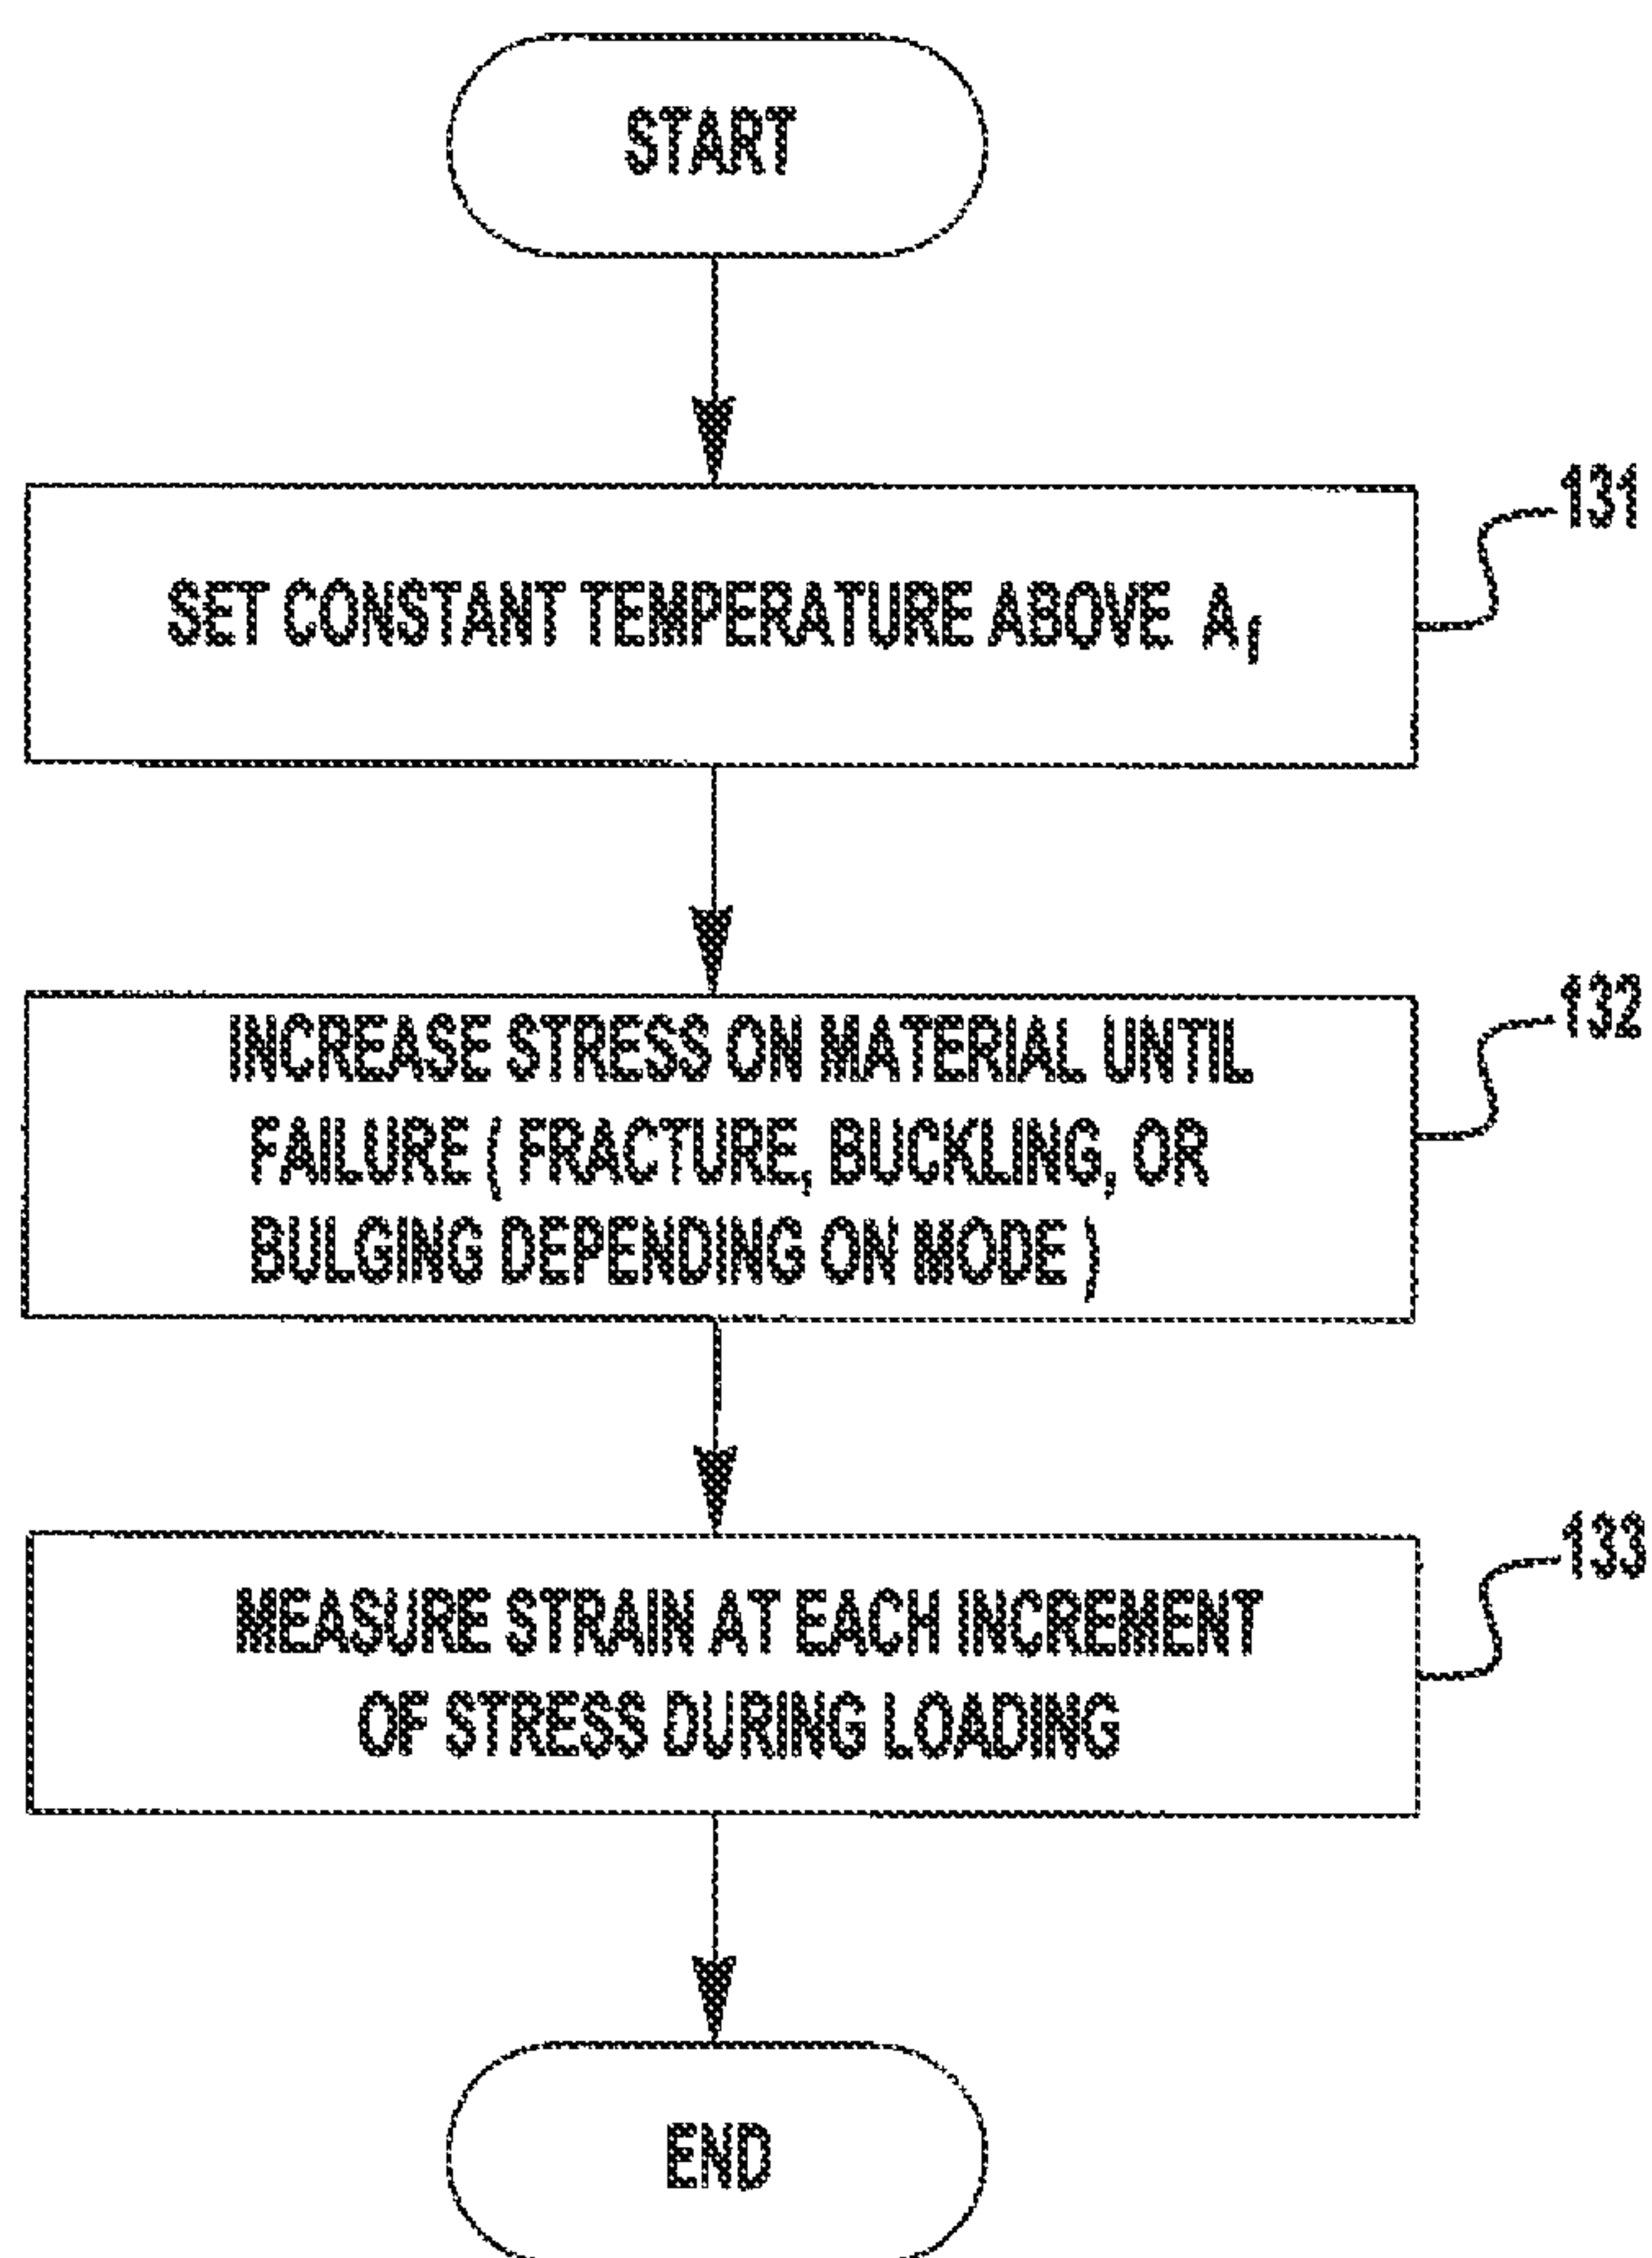 START
131
SET CONSTANT TEMPERATURE ABOVE Af
132
INCREASE STRESS ON MATERIAL UNTIL
FAILURE ( FRACTURE, BUCKLING, OR
BULGING DEPENDING ON MODE )
133
MEASURE STRAIN AT EACH INCREMENT
OF STRESS DURING LOADING
END